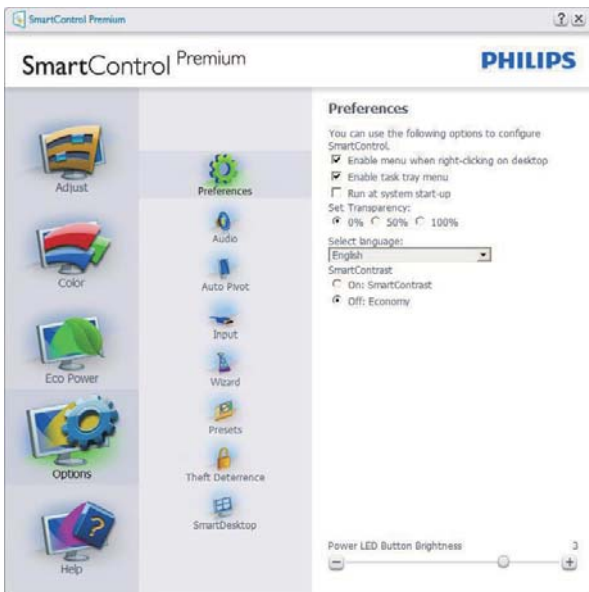 SmartControl Premium
? X
SmartControl Premium
PHILIPS
Adjust
Color
Eco Power
Options
Help
Preferences
Audio
Auto Pivot
Input
Wizard
Presets
Theft Deterrence
SmartDesktop
Preferences
You can use the following options to configure
SmartControl.
Enable menu when right-clicking on desktop
Enable task tray menu
Run at system start-up
Set Transparency:
0% 50% 100%
Select language:
English
SmartContrast
On: SmartContrast
Off: Economy
Power LED Button Brightness 3